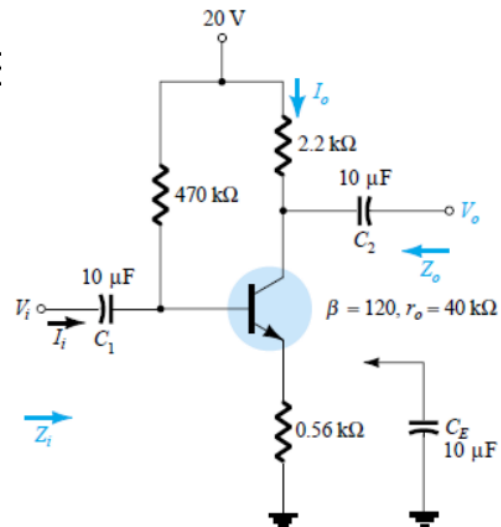 20 V
I_o
2.2 kΩ
470 kΩ
10 μF
V_o
C_2
Z_o
10 μF
V_i
I_i
C_1
β = 120, r_o = 40 kΩ
Z_i
0.56 kΩ
C_E
10 μF